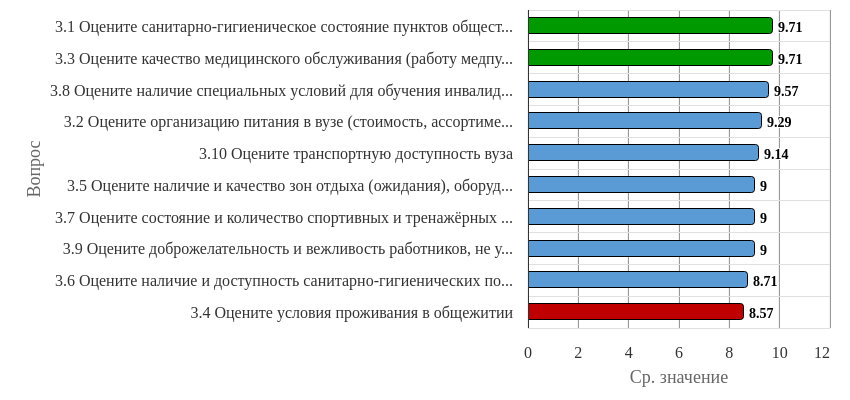 3.1 Оцените санитарно-гигиеническое состояние пунктов общест... 9.71
3.3 Оцените качество медицинского обслуживания (работу медпу... 9.71
3.8 Оцените наличие специальных условий для обучения инвалид... 9.57
3.2 Оцените организацию питания в вузе (стоимость, ассортиме... 9.29
3.10 Оцените транспортную доступность вуза 9.14
3.5 Оцените наличие и качество зон отдыха (ожидания), оборуд... 9
3.7 Оцените состояние и количество спортивных и тренажёрных ... 9
3.9 Оцените доброжелательность и вежливость работников, не у... 9
3.6 Оцените наличие и доступность санитарно-гигиенических по... 8.71
3.4 Оцените условия проживания в общежитии 8.57
Вопрос
0 2 4 6 8 10 12
Ср. значение